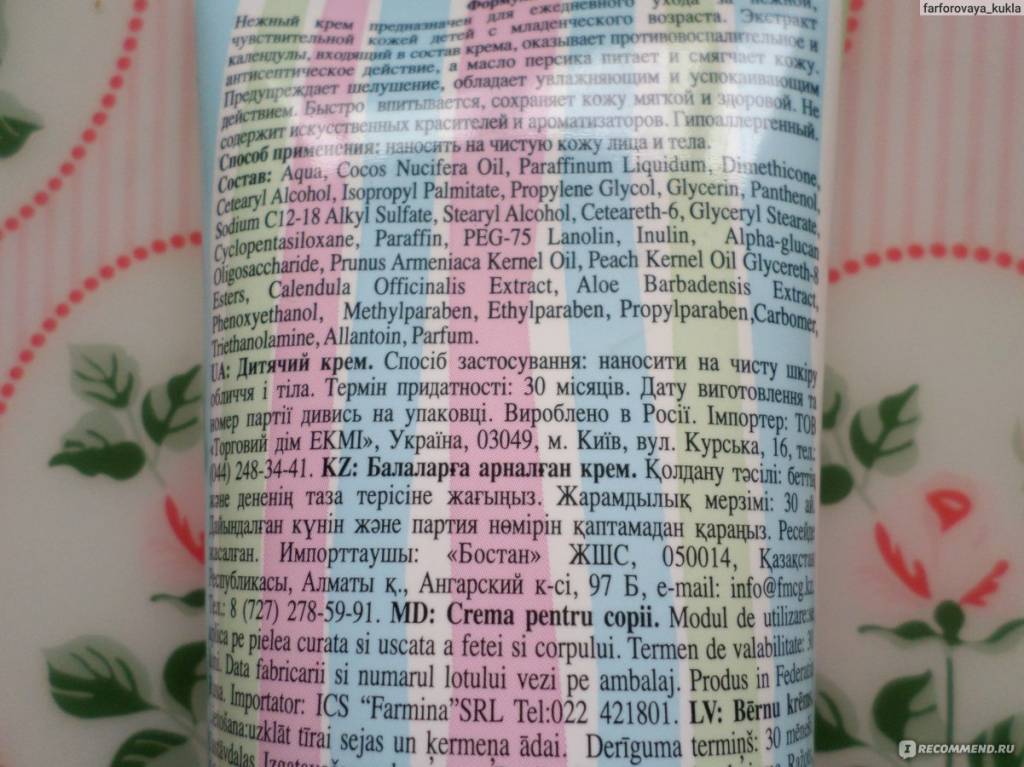 farforovaya_kukla
Форму для ежедневного ухода за нежной,
Нежный крем предназначен
чувствительной кожей детей с младенческого возраста. Экстракт
календулы, входящий в состав крема, оказывает противовоспалительное и
антисептическое действие, а масло персика питает и смягчает кожу.
Предупреждает шелушение, обладает увлажняющим и успокаивающим
действием. Быстро впитывается, сохраняет кожу мягкой и здоровой. Не
содержит искусственных красителей и ароматизаторов. Гипоаллергенный.
Способ применения: наносить на чистую кожу лица и тела.
Состав: Aqua, Cocos Nucifera Oil, Paraffinum Liquidum, Dimethicone,
Cetearyl Alcohol, Isopropyl Palmitate, Propylene Glycol, Glycerin, Panthenol,
Sodium C12-18 Alkyl Sulfate, Stearyl Alcohol, Ceteareth-6, Glyceryl Stearate,
Cyclopentasiloxane, Paraffin, PEG-75 Lanolin, Inulin, Alpha-glucan
Oligosaccharide, Prunus Armeniaca Kernel Oil, Peach Kernel Oil Glycereth-8
Esters, Calendula Officinalis Extract, Aloe Barbadensis Extract,
Phenoxyethanol, Methylparaben, Ethylparaben, Propylparaben,Carbomer,
Triethanolamine, Allantoin, Parfum.
UA: Дитячий крем. Спосіб застосування: наносити на чисту шкіру
обличчя і тіла. Термін придатності: 30 місяців. Дату виготовлення та
номер партії дивись на упаковці. Вироблено в Росії. Імпортер: ТОВ
«Торговий дім ЕКМІ», Україна, 03049, м. Київ, вул. Курська, 16, тел.:
(044) 248-34-41. KZ: Балаларға арналған крем. Қолдану тәсілі: беттің
және дененің таза терісіне жағыңыз. Жарамдылық мерзімі: 30 ай.
Дайындалған күнін және партия нөмірін қаптамадан қараңыз. Ресейде
жасалған. Импорттаушы: «Бостан» ЖШС, 050014, Қазақстан
Республикасы, Алматы қ., Ангарский к-сі, 97 Б, e-mail: info@fmcg.kz
Тел.: 8 (727) 278-59-91. MD: Crema pentru copii. Modul de utilizare:se
aplica pe pielea curata si uscata a fetei si corpului. Termen de valabilitate: 30
luni. Data fabricarii si numarul lotului vezi pe ambalaj. Produs in Federatia
Rusa. Importator: ICS “Farmina”SRL Tel:022 421801. LV: Bērnu krēms.
Lietošana:uzklāt tīrai sejas un ķermeņa ādai. Derīguma termiņš: 30 mēneši.
IRECOMMEND.RU